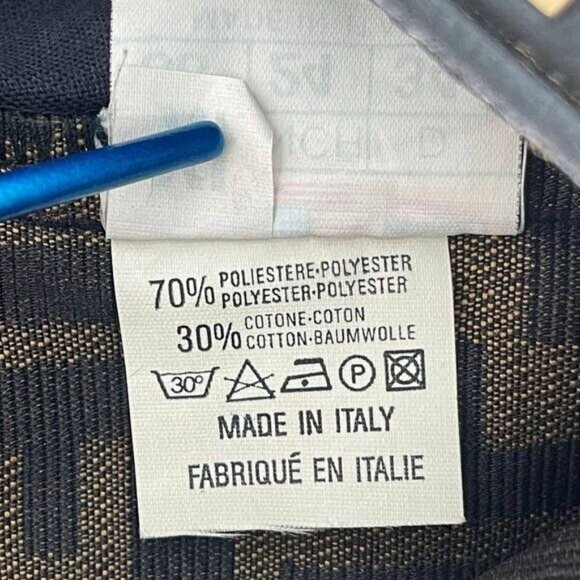 70% POLIESTERE·POLYESTER
POLYESTER·POLYESTER
30% COTONE·COTON
COTTON·BAUMWOLLE
30° P
MADE IN ITALY
FABRIQUÉ EN ITALIE